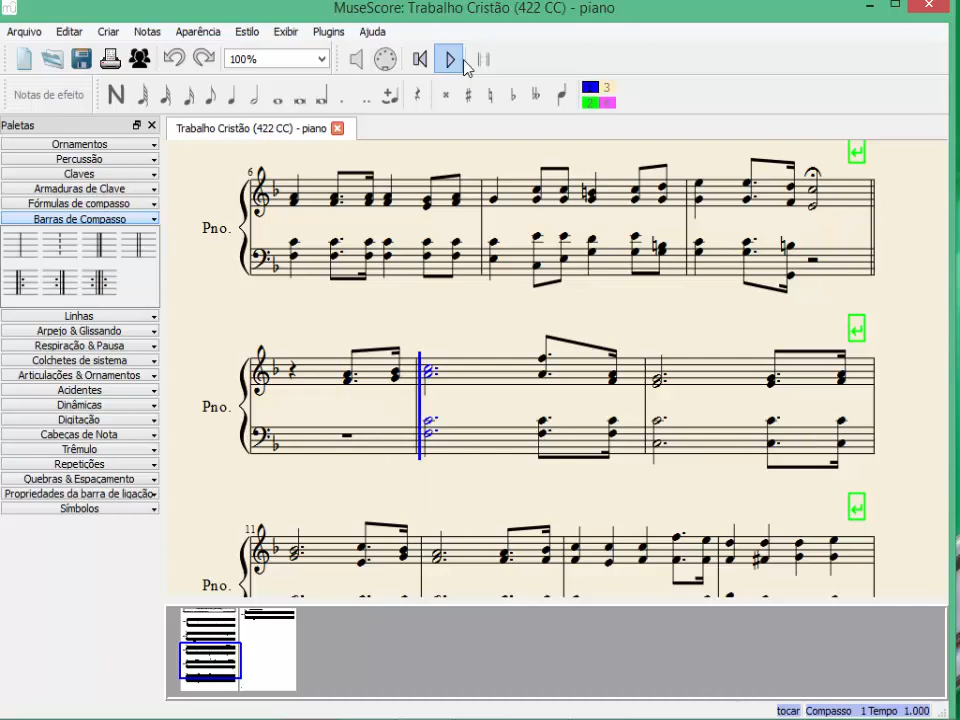 MuseScore: Trabalho Cristão (422 CC) - piano
Arquivo Editar Criar Notas Aparência Estilo Exibir Plugins Ajuda
100%
Notas de efeito
1 3
Paletas
Trabalho Cristão (422 CC) - piano
Ornamentos
Percussão
Claves
Armaduras de Clave
Fórmulas de compasso
Barras de Compasso
Linhas
Arpejo & Glissando
Respiração & Pausa
Colchetes de sistema
Articulações & Ornamentos
Acidentes
Dinâmicas
Digitação
Cabecas de Nota
Trêmulo
Repetições
Quebras & Espaçamento
Propriedades da barra de ligação
Símbolos
6
Pno.
Pno.
11
Pno.
tocar Compasso 1 Tempo 1.000